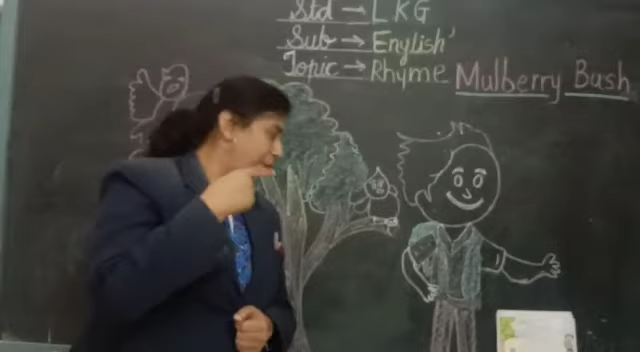 Std → LKG
Sub → English'
Topic → Rhyme Mulberry Bush